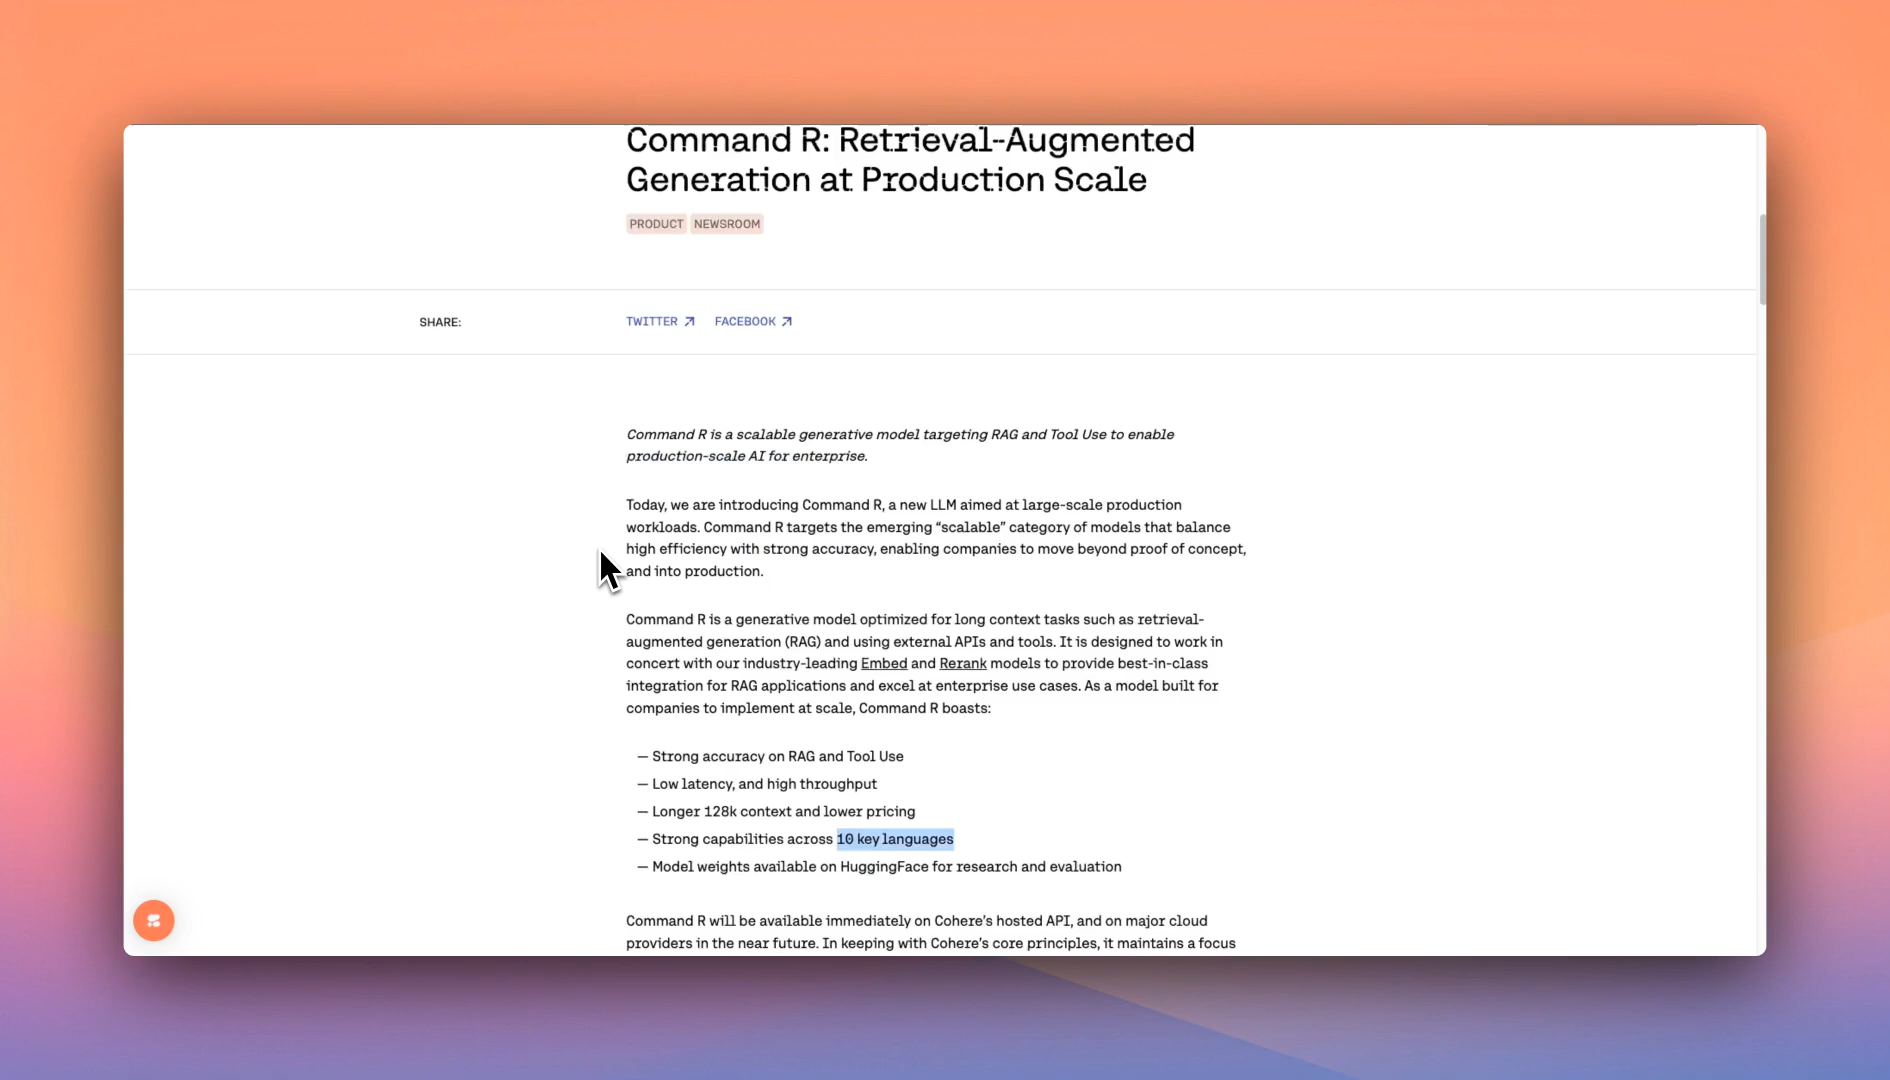 Command R: Retrieval-Augmented
Generation at Production Scale
PRODUCT NEWSROOM
SHARE: TWITTER FACEBOOK
Command R is a scalable generative model targeting RAG and Tool Use to enable
production-scale AI for enterprise.
Today, we are introducing Command R, a new LLM aimed at large-scale production
workloads. Command R targets the emerging “scalable” category of models that balance
high efficiency with strong accuracy, enabling companies to move beyond proof of concept,
and into production.
Command R is a generative model optimized for long context tasks such as retrieval-
augmented generation (RAG) and using external APIs and tools. It is designed to work in
concert with our industry-leading Embed and Rerank models to provide best-in-class
integration for RAG applications and excel at enterprise use cases. As a model built for
companies to implement at scale, Command R boasts:
— Strong accuracy on RAG and Tool Use
— Low latency, and high throughput
— Longer 128k context and lower pricing
— Strong capabilities across 10 key languages
— Model weights available on HuggingFace for research and evaluation
Command R will be available immediately on Cohere’s hosted API, and on major cloud
providers in the near future. In keeping with Cohere’s core principles, it maintains a focus